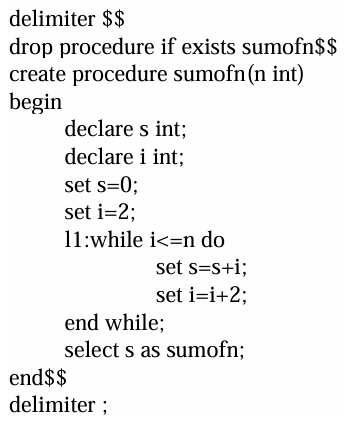 delimiter $$
drop procedure if exists sumofn$$
create procedure sumofn(n int)
begin
declare s int;
declare i int;
set s=0;
set i=2;
l1:while i<=n do
set s=s+i;
set i=i+2;
end while;
select s as sumofn;
end$$
delimiter ;